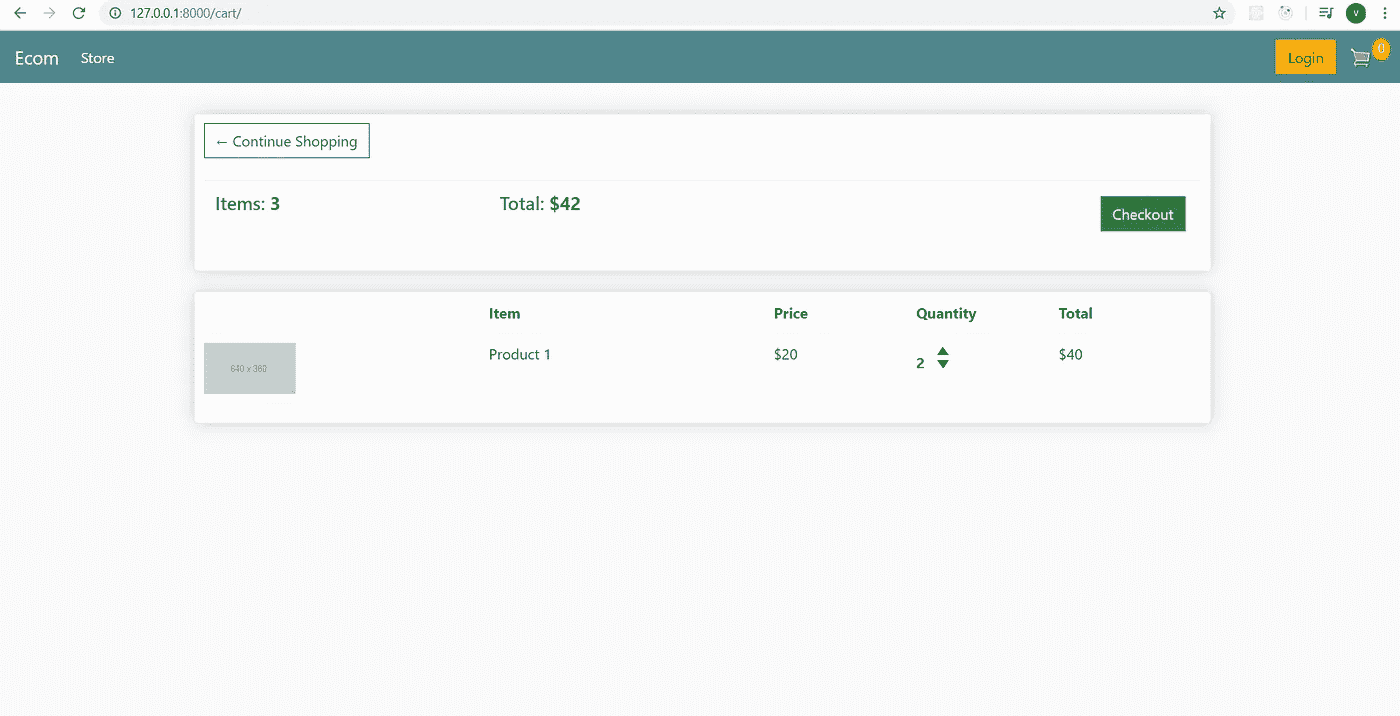 127.0.0.1:8000/cart/
V
Ecom Store Login 0
← Continue Shopping
Items: 3 Total: $42 Checkout
Item Price Quantity Total
640 x 360 Product 1 $20 2 $40